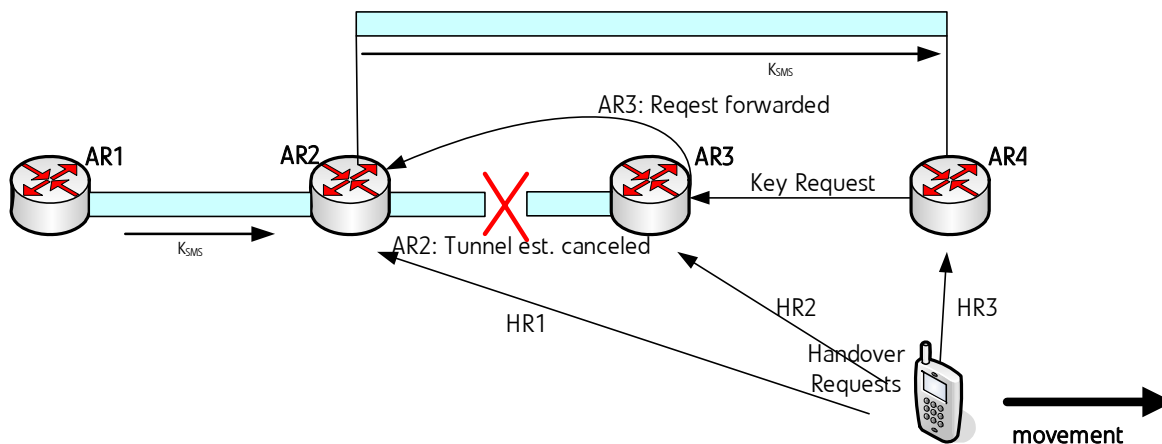 KSMS
AR3: Reqest forwarded
AR1
AR2
AR3
AR4
Key Request
KSMS
AR2: Tunnel est. canceled
HR1
HR2
HR3
Handover
Requests
movement